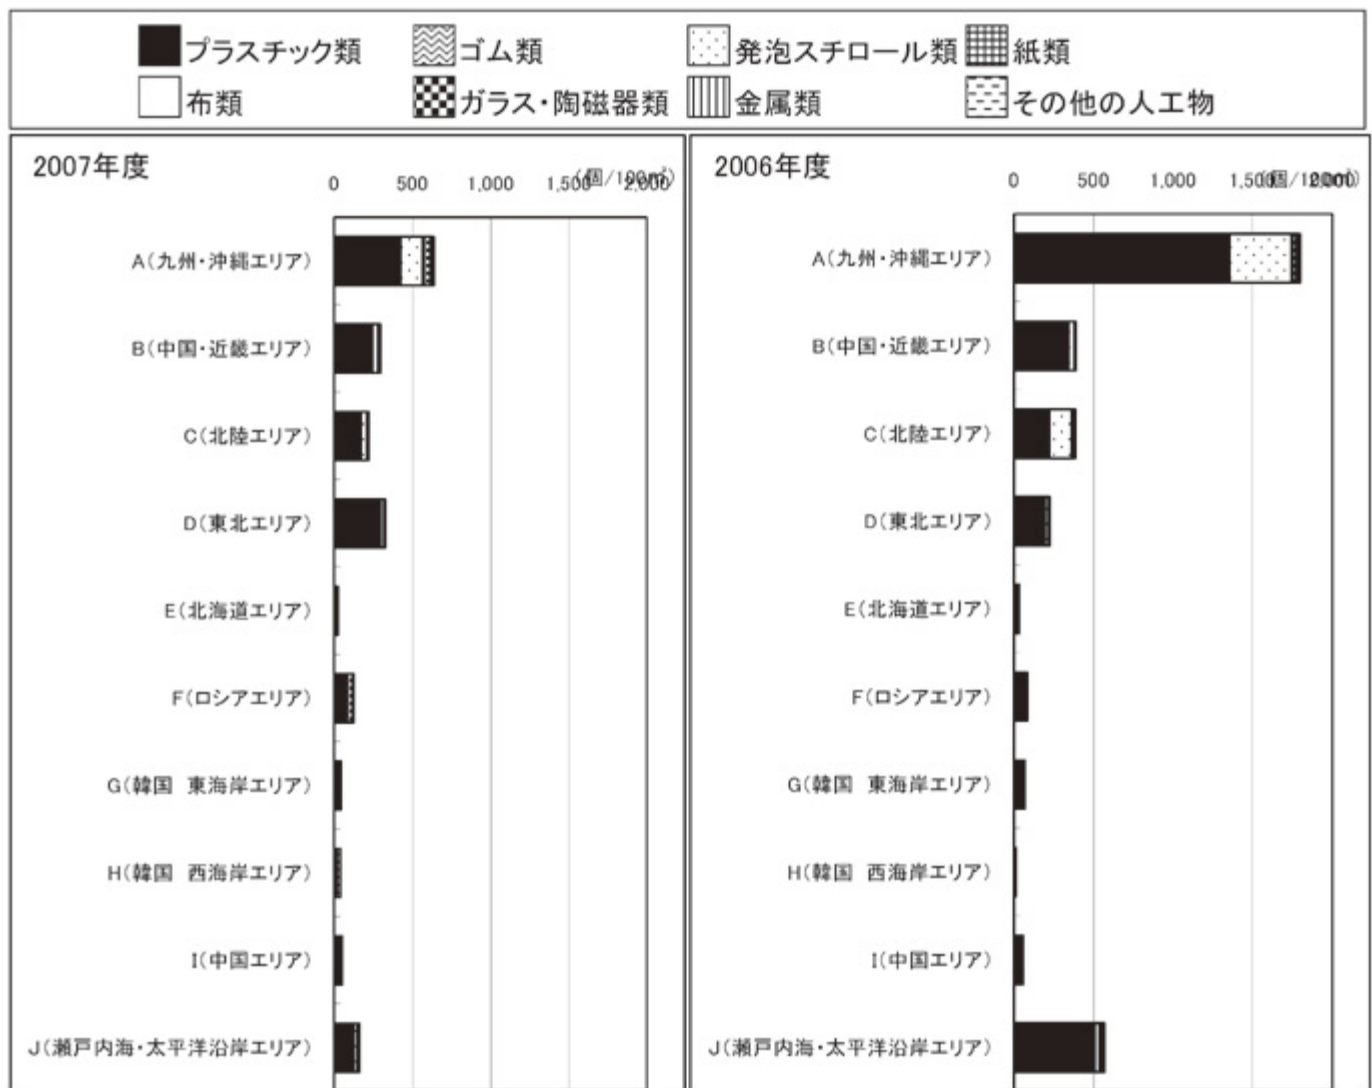 プラスチック類 ゴム類 発泡スチロール類 紙類
布類 ガラス・陶磁器類 金属類 その他の人工物
2007年度
(個/100㎡)
0 500 1,000 1,500 2,000
A(九州・沖縄エリア)
B(中国・近畿エリア)
C(北陸エリア)
D(東北エリア)
E(北海道エリア)
F(ロシアエリア)
G(韓国 東海岸エリア)
H(韓国 西海岸エリア)
I(中国エリア)
J(瀬戸内海・太平洋沿岸エリア)
2006年度
(個/100㎡)
0 500 1,000 1,500 2,000
A(九州・沖縄エリア)
B(中国・近畿エリア)
C(北陸エリア)
D(東北エリア)
E(北海道エリア)
F(ロシアエリア)
G(韓国 東海岸エリア)
H(韓国 西海岸エリア)
I(中国エリア)
J(瀬戸内海・太平洋沿岸エリア)